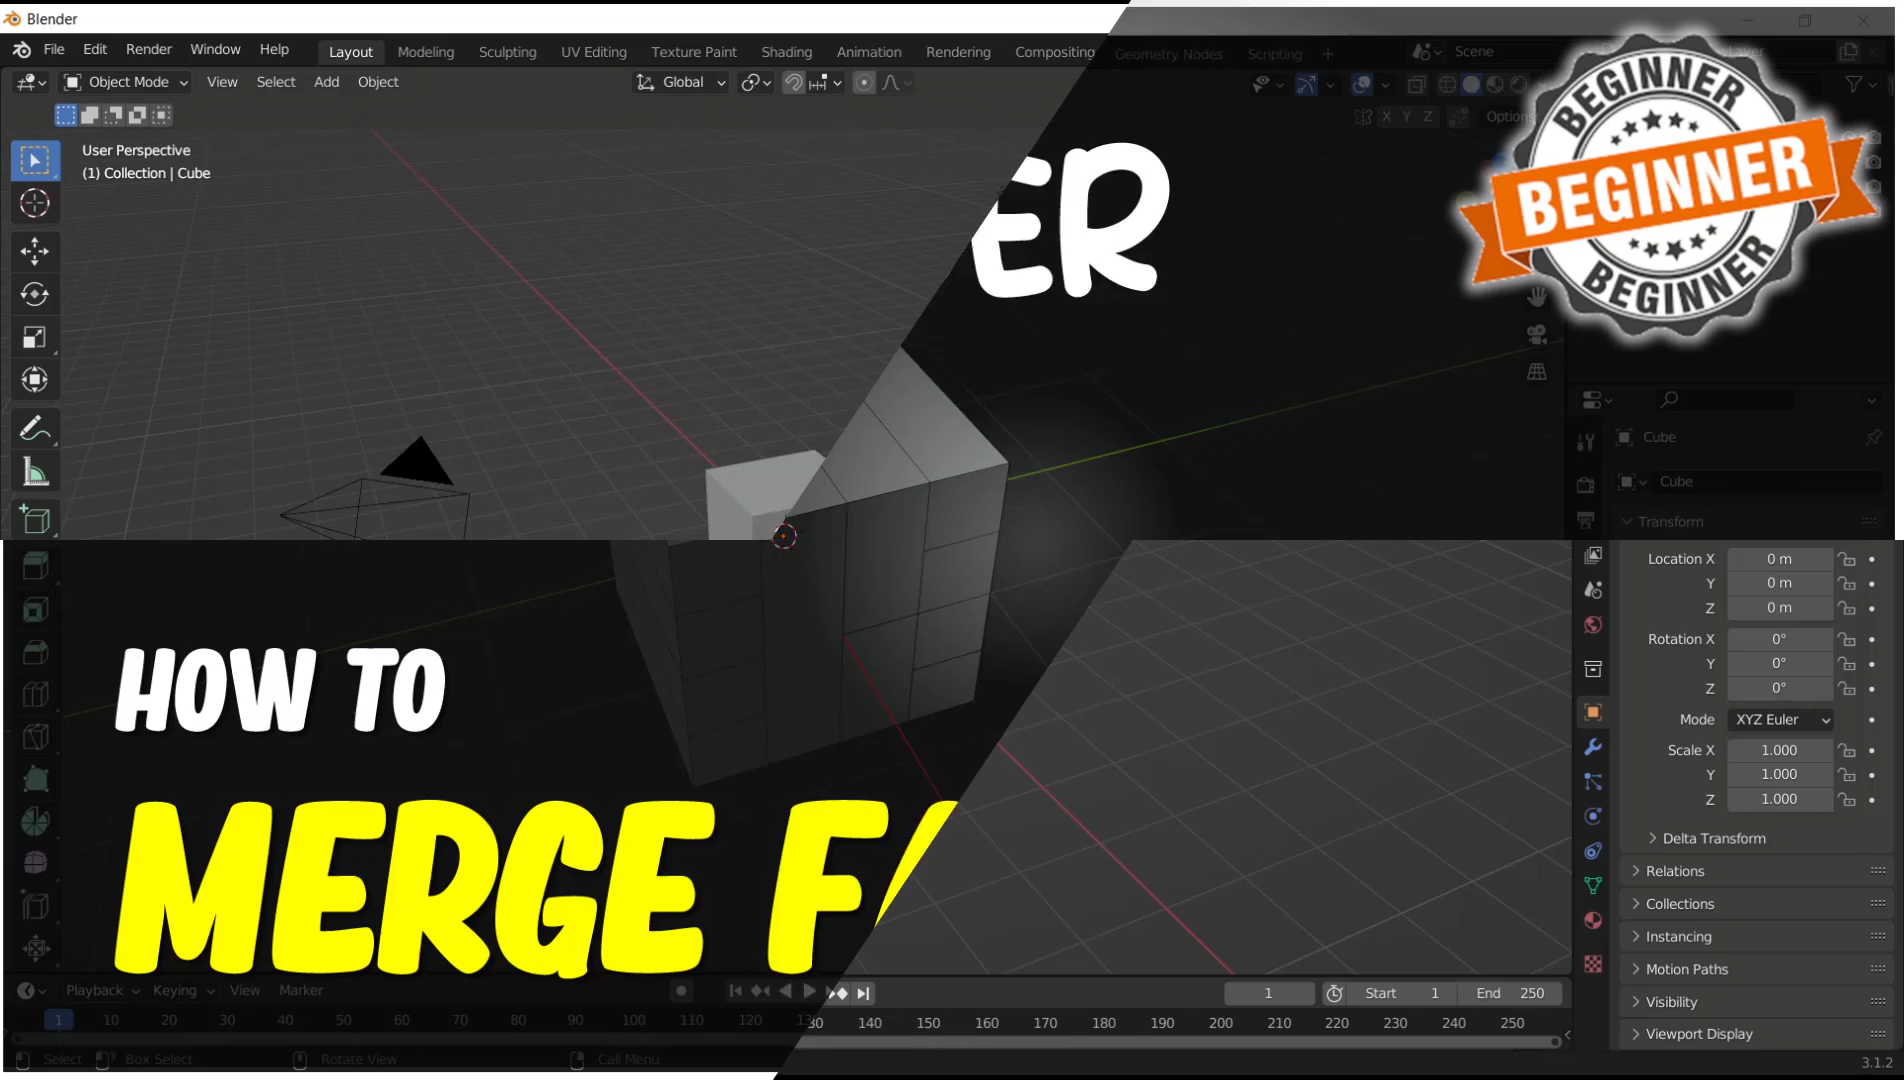 Blender
File Edit Render Window Help Layout Modeling Sculpting UV Editing Texture Paint Shading Animation Rendering Compositing Geometry Nodes Scripting + Scene Layer
Object Mode View Select Add Object Global
X Y Z Options
User Perspective
(1) Collection | Cube
ER
BEGINNER
BEGINNER
BEGINNER
Cube
Cube
Transform
Location X 0 m
Y 0 m
Z 0 m
Rotation X 0°
Y 0°
Z 0°
Mode XYZ Euler
Scale X 1.000
Y 1.000
Z 1.000
Delta Transform
Relations
Collections
Instancing
Motion Paths
Visibility
Viewport Display
HOW TO
MERGE FA
Playback Keying View Marker 1 Start 1 End 250
1 10 20 30 40 50 60 70 80 90 100 110 120 13 30 140 150 160 170 180 190 200 210 220 230 240 250
Select Box Select Rotate View Call Menu 3.1.2